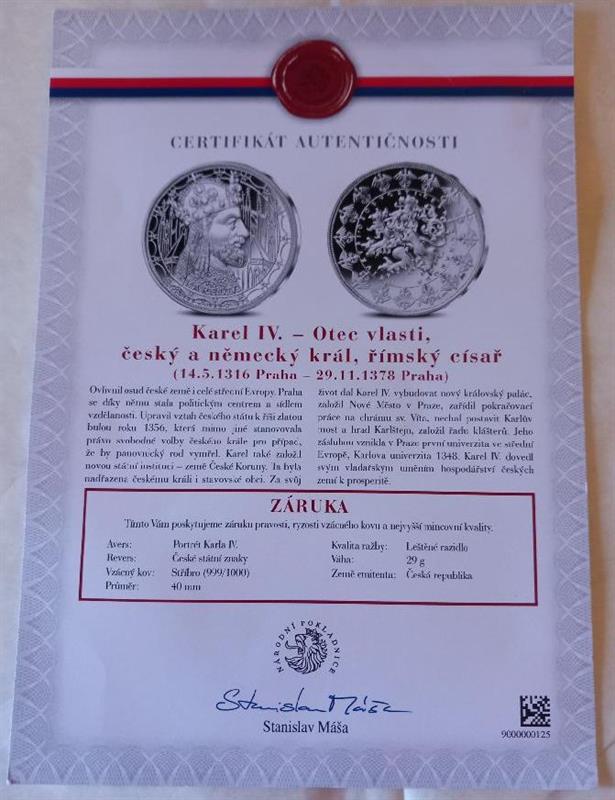 CERTIFIKÁT AUTENTIČNOSTI
Karel IV. – Otec vlasti,
český a německý král, římský císař
(14.5.1316 Praha – 29.11.1378 Praha)
Ovlivnil osud české země i celé střední Evropy. Praha
se díky němu stala politickým centrem a sídlem
vzdělanosti. Upravil vztah českého státu k říši zlatou
bulou roku 1356, která mimo jiné stanovovala
právo svobodné volby českého krále pro případ,
že by panovnický rod vymřel. Karel také založil
novou státní instituci – země České Koruny. Ta byla
nadřazena českému králi i stavovské obci. Za svůj
život dal Karel IV. vybudovat nový královský palác,
založil Nové Město v Praze, zařídil pokračovací
práce na chrámu sv. Víta, nechal postavit Karlův
most a hrad Karlštejn, založil řadu klášterů. Jeho
zásluhou vznikla v Praze první univerzita ve střední
Evropě, Karlova univerzita 1348. Karel IV. dovedl
svým vladařským uměním hospodářství českých
zemí k prosperitě.
ZÁRUKA
Tímto Vám poskytujeme záruku pravosti, ryzosti vzácného kovu a nejvyšší mincovní kvality.
Avers: Portrét Karla IV.
Revers: České státní znaky
Vzácný kov: Stříbro (999/1000)
Průměr: 40 mm
Kvalita ražby: Leštěné razidlo
Váha: 29 g
Země emitenta: Česká republika
NÁRODNÍ POKLADNICE
Stanislav Máša
Stanislav Máša
9000000125